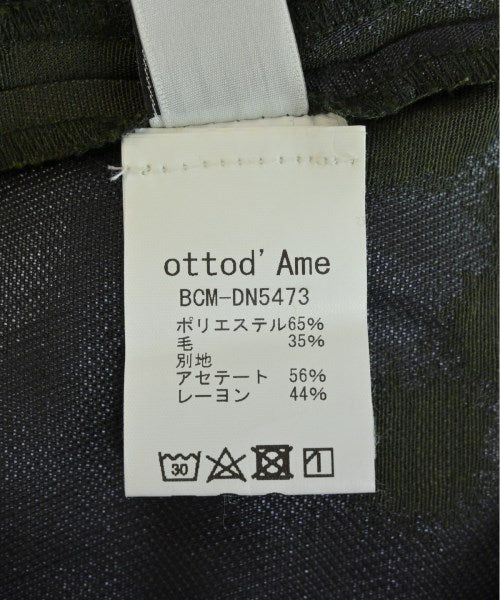 ottod'Ame
BCM-DN5473
ポリエステル65%
毛 35%
別地
アセテート 56%
レーヨン 44%
30